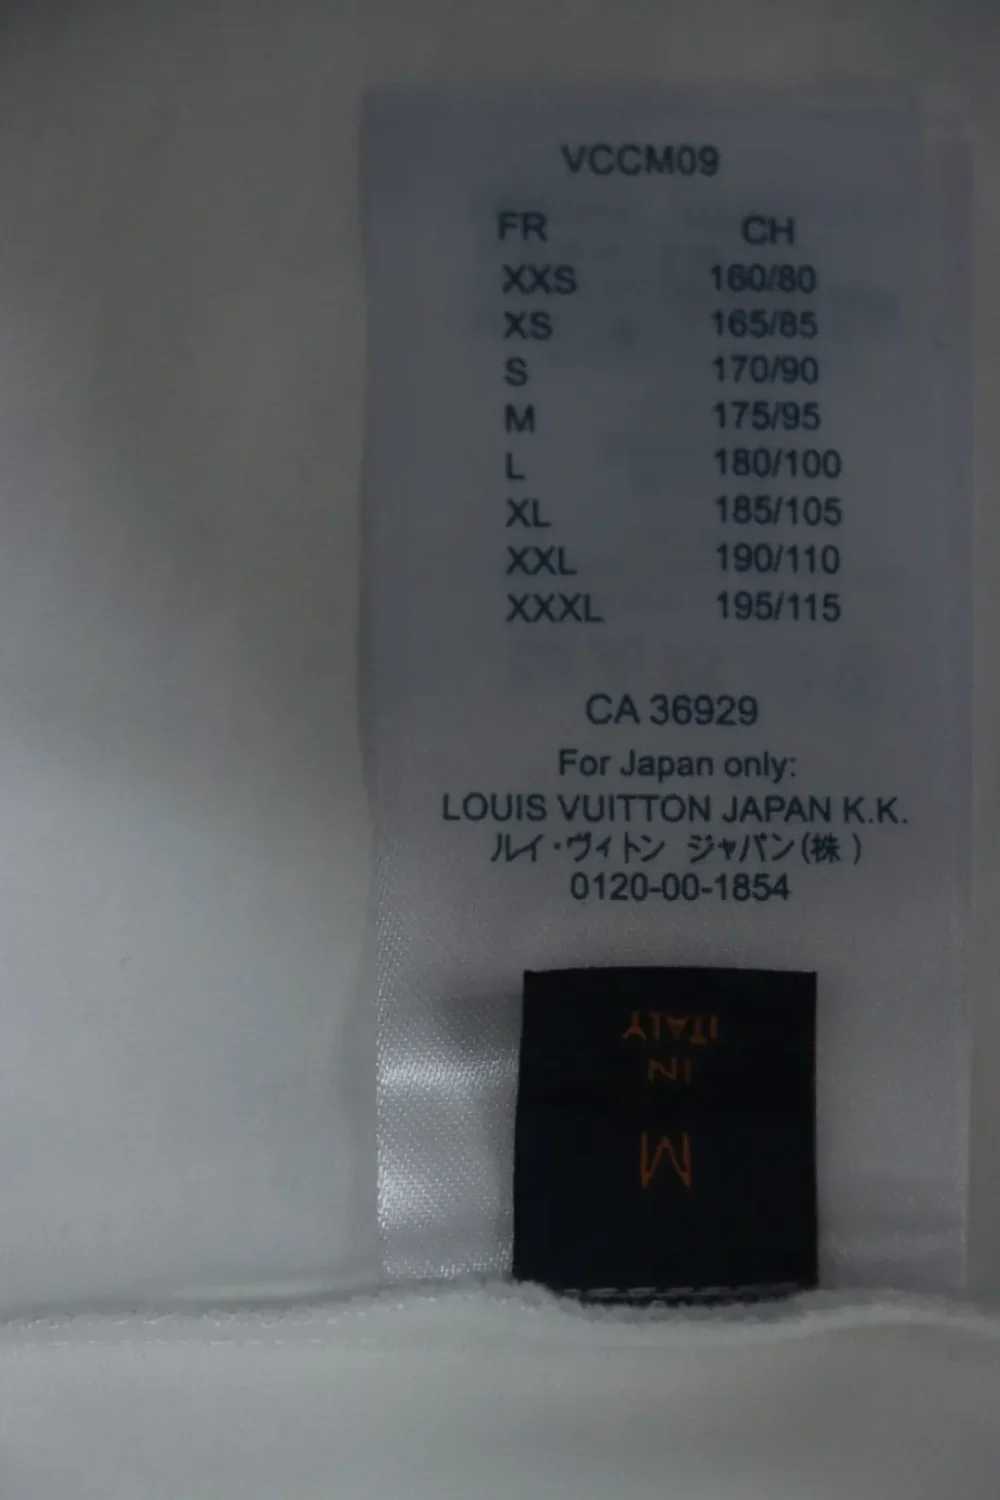 VCCM09
FR CH
XXS 160/80
XS 165/85
S 170/90
M 175/95
L 180/100
XL 185/105
XXL 190/110
XXXL 195/115
CA 36929
For Japan only:
LOUIS VUITTON JAPAN K.K.
ルイ・ヴィトン ジャパン(株)
0120-00-1854
M
IN
ITALY